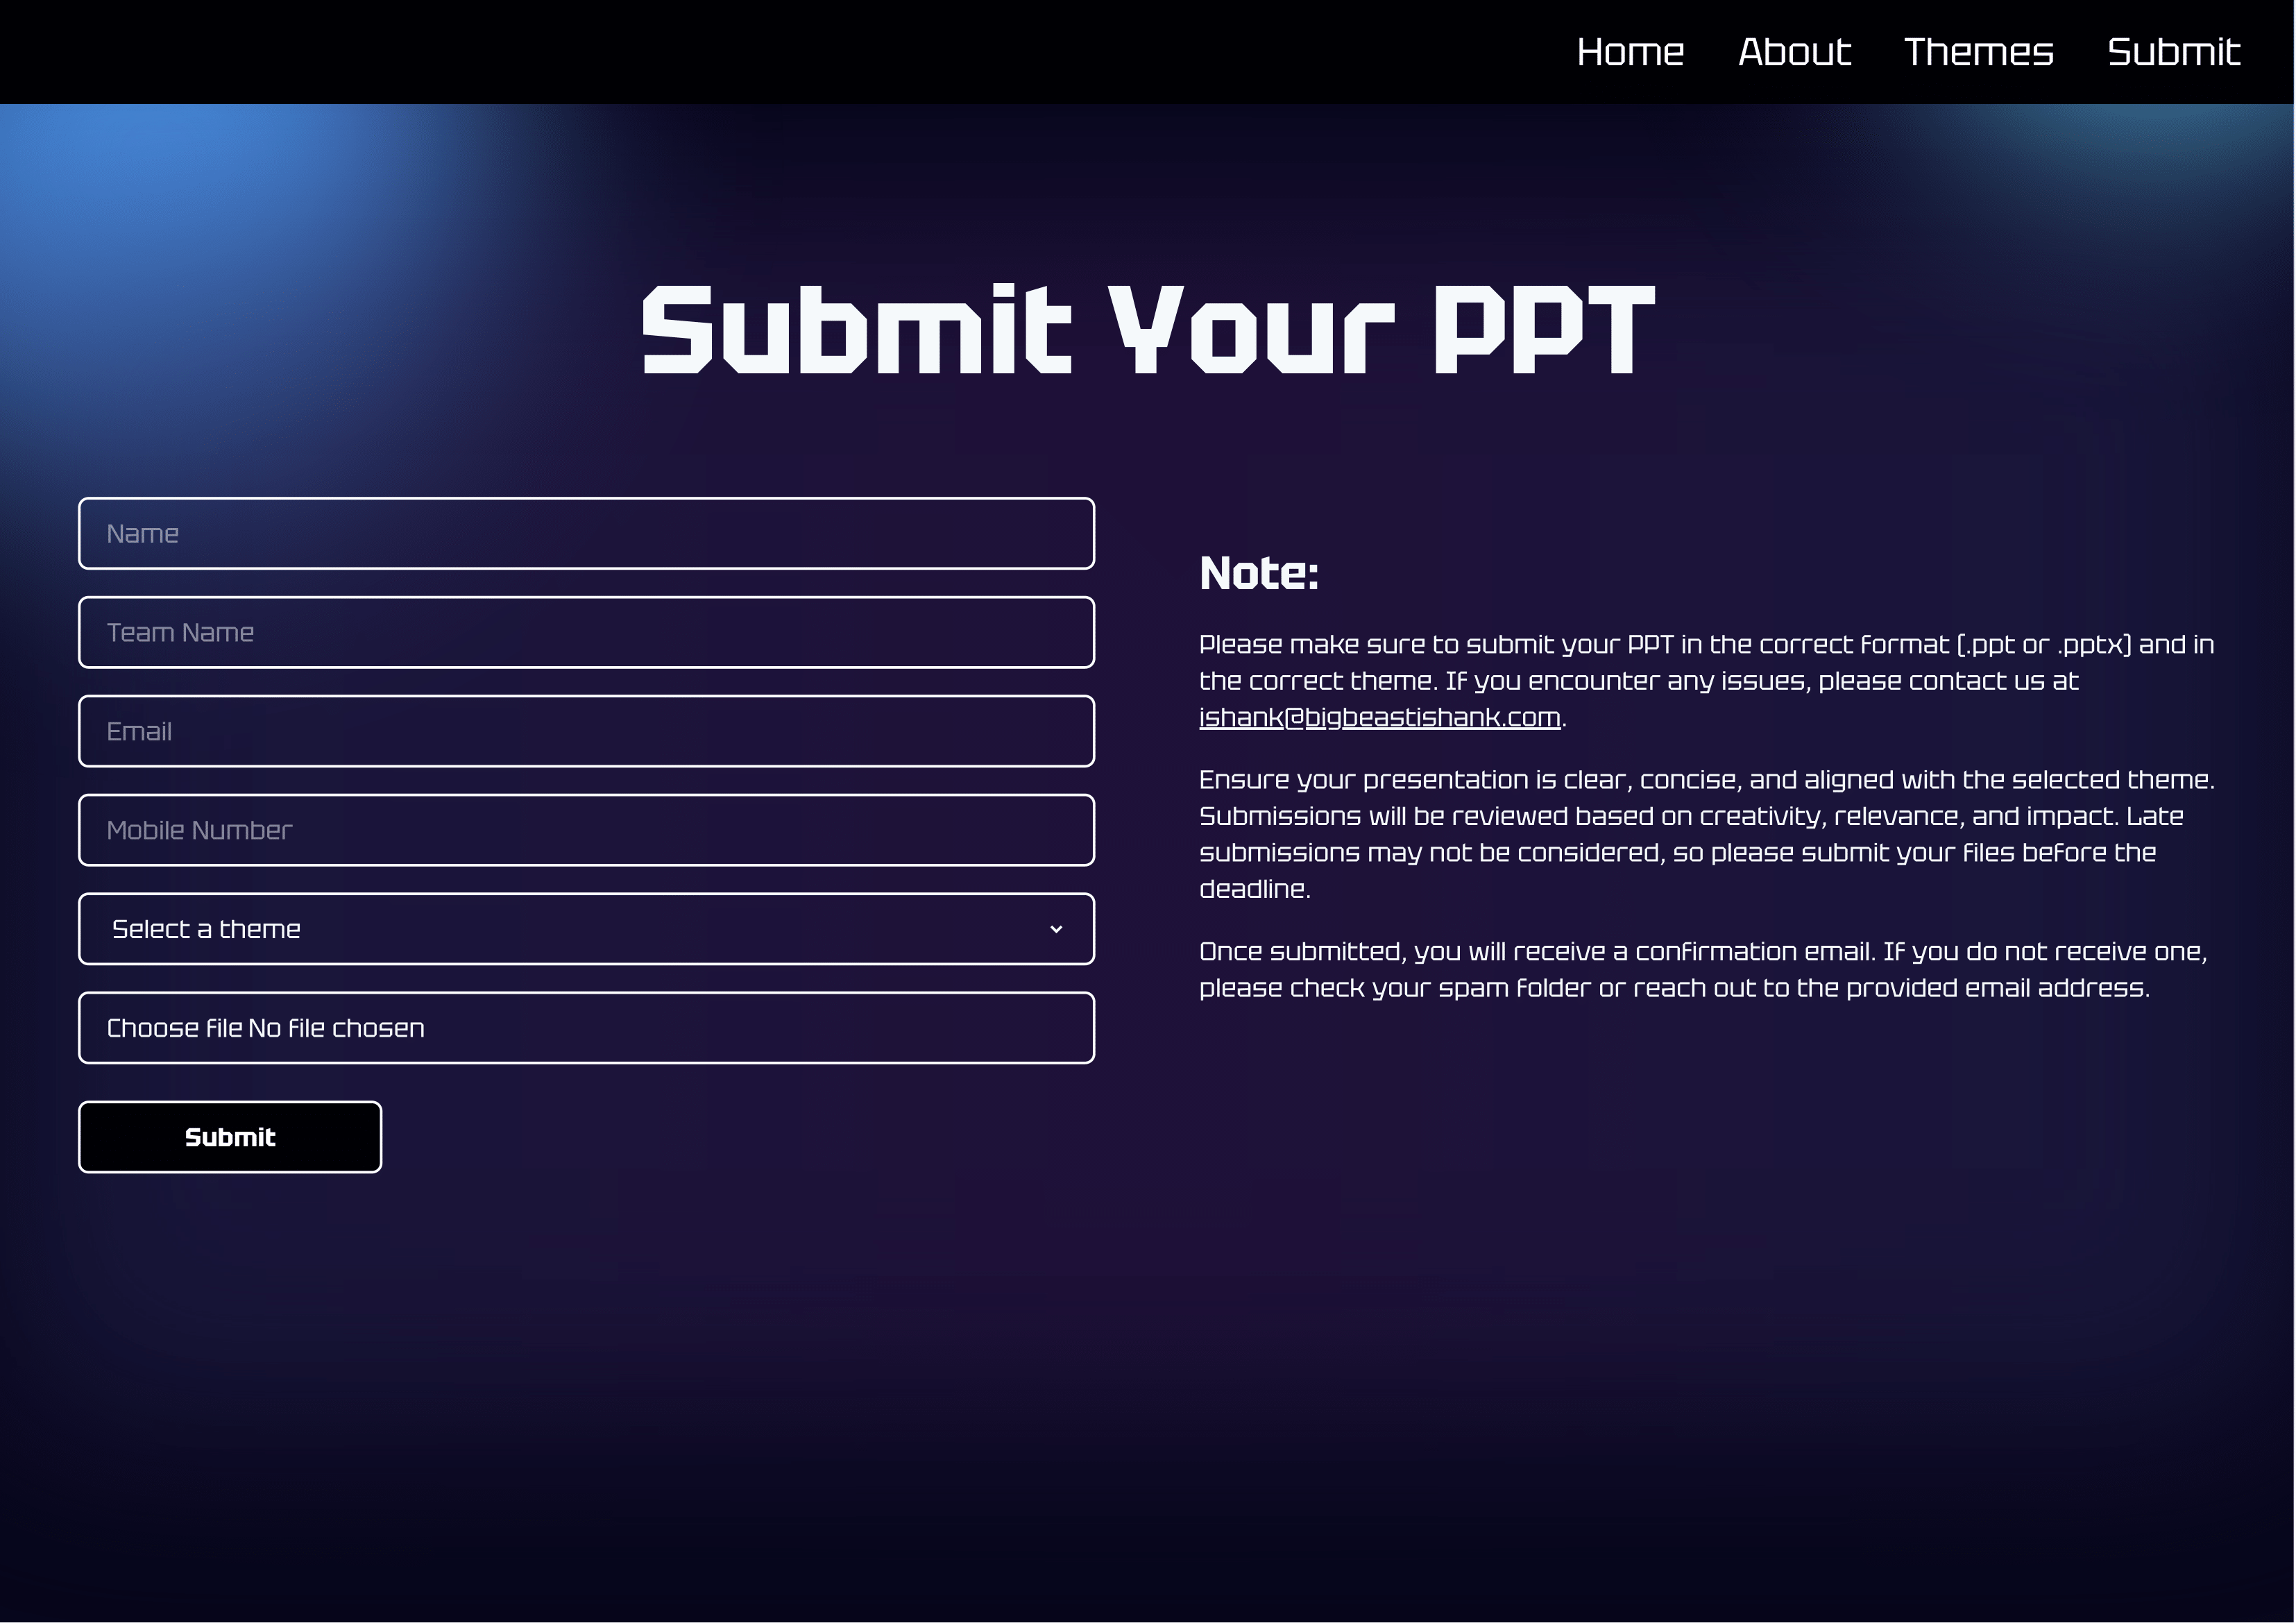 Home About Themes Submit
Submit Your PPT
Name
Team Name
Email
Mobile Number
Select a theme
Choose file No file chosen
Submit
Note:
Please make sure to submit your PPT in the correct format (.ppt or .pptx) and in
the correct theme. If you encounter any issues, please contact us at
ishank@bigbeastishank.com.
Ensure your presentation is clear, concise, and aligned with the selected theme.
Submissions will be reviewed based on creativity, relevance, and impact. Late
submissions may not be considered, so please submit your files before the
deadline.
Once submitted, you will receive a confirmation email. If you do not receive one,
please check your spam folder or reach out to the provided email address.